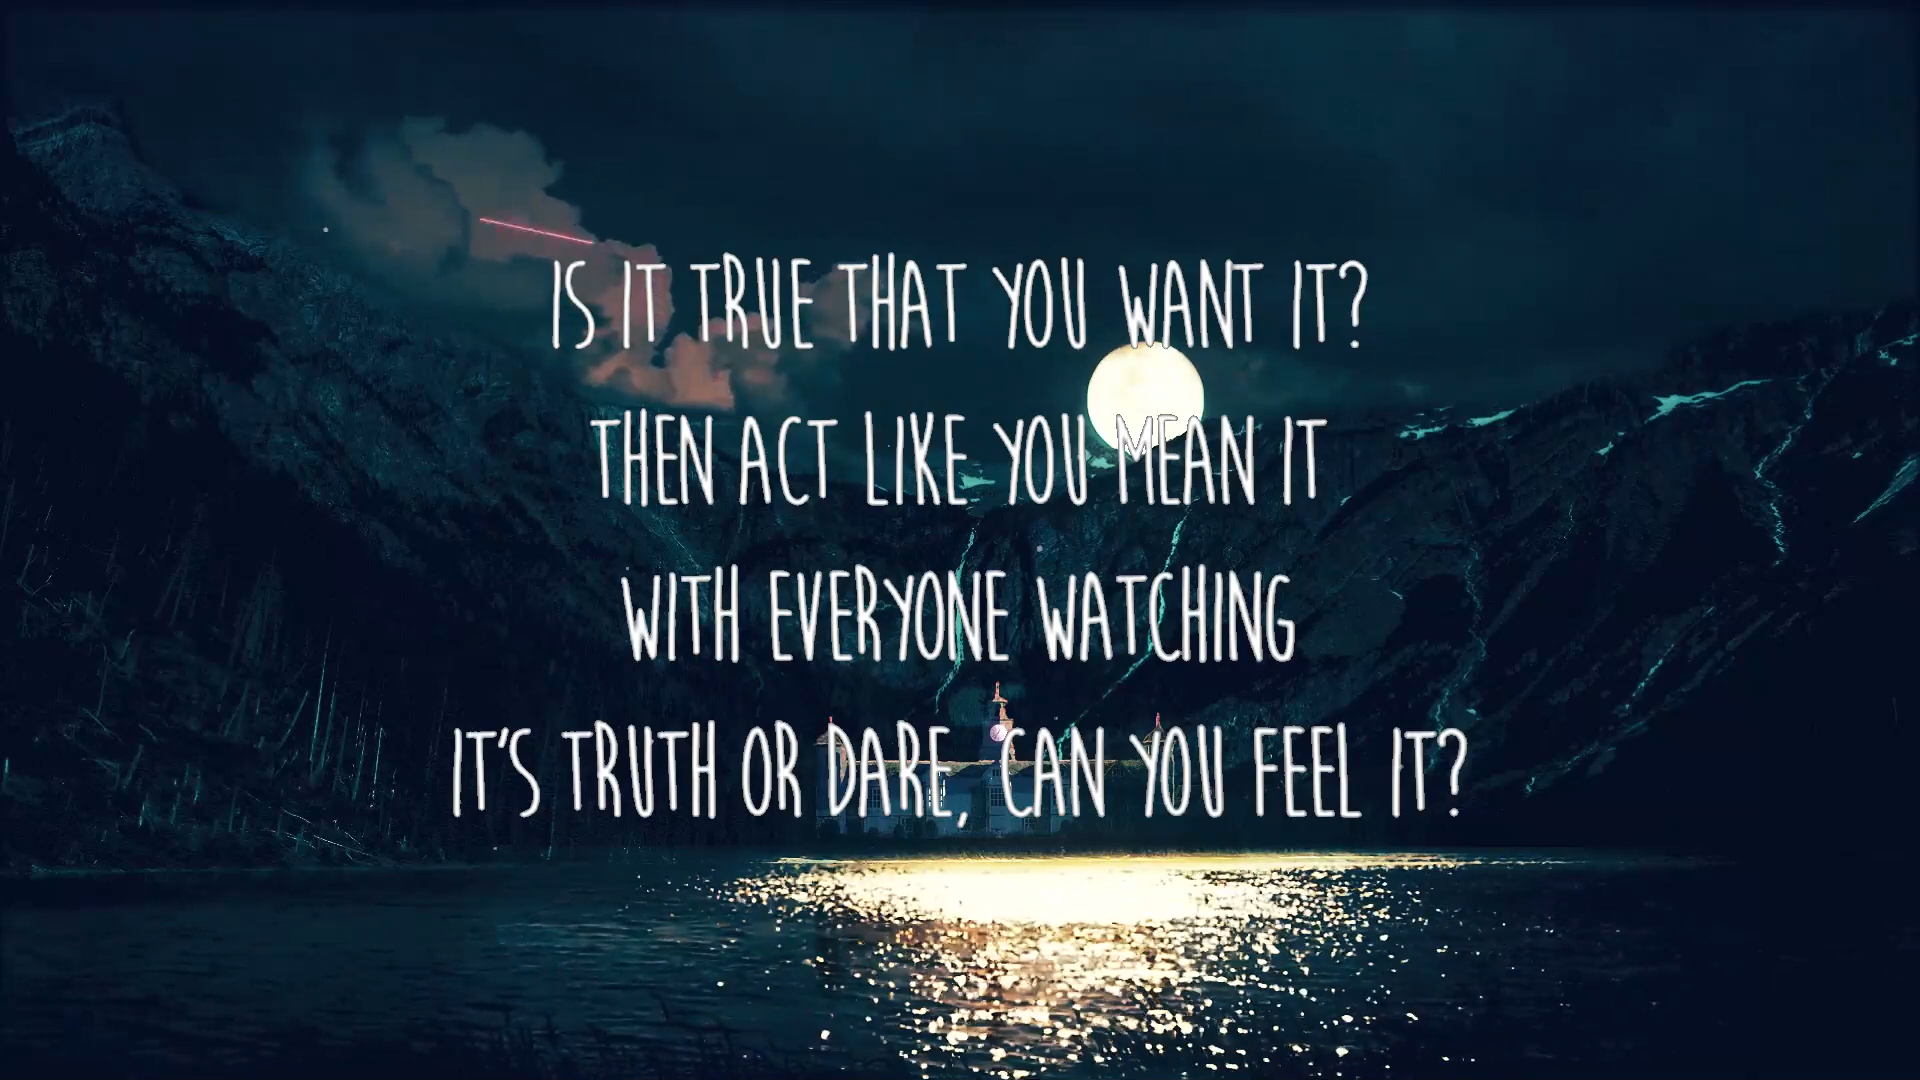 IS IT TRUE THAT YOU WANT IT?
THEN ACT LIKE YOU MEAN IT
WITH EVERYONE WATCHING
IT'S TRUTH OR DARE, CAN YOU FEEL IT?